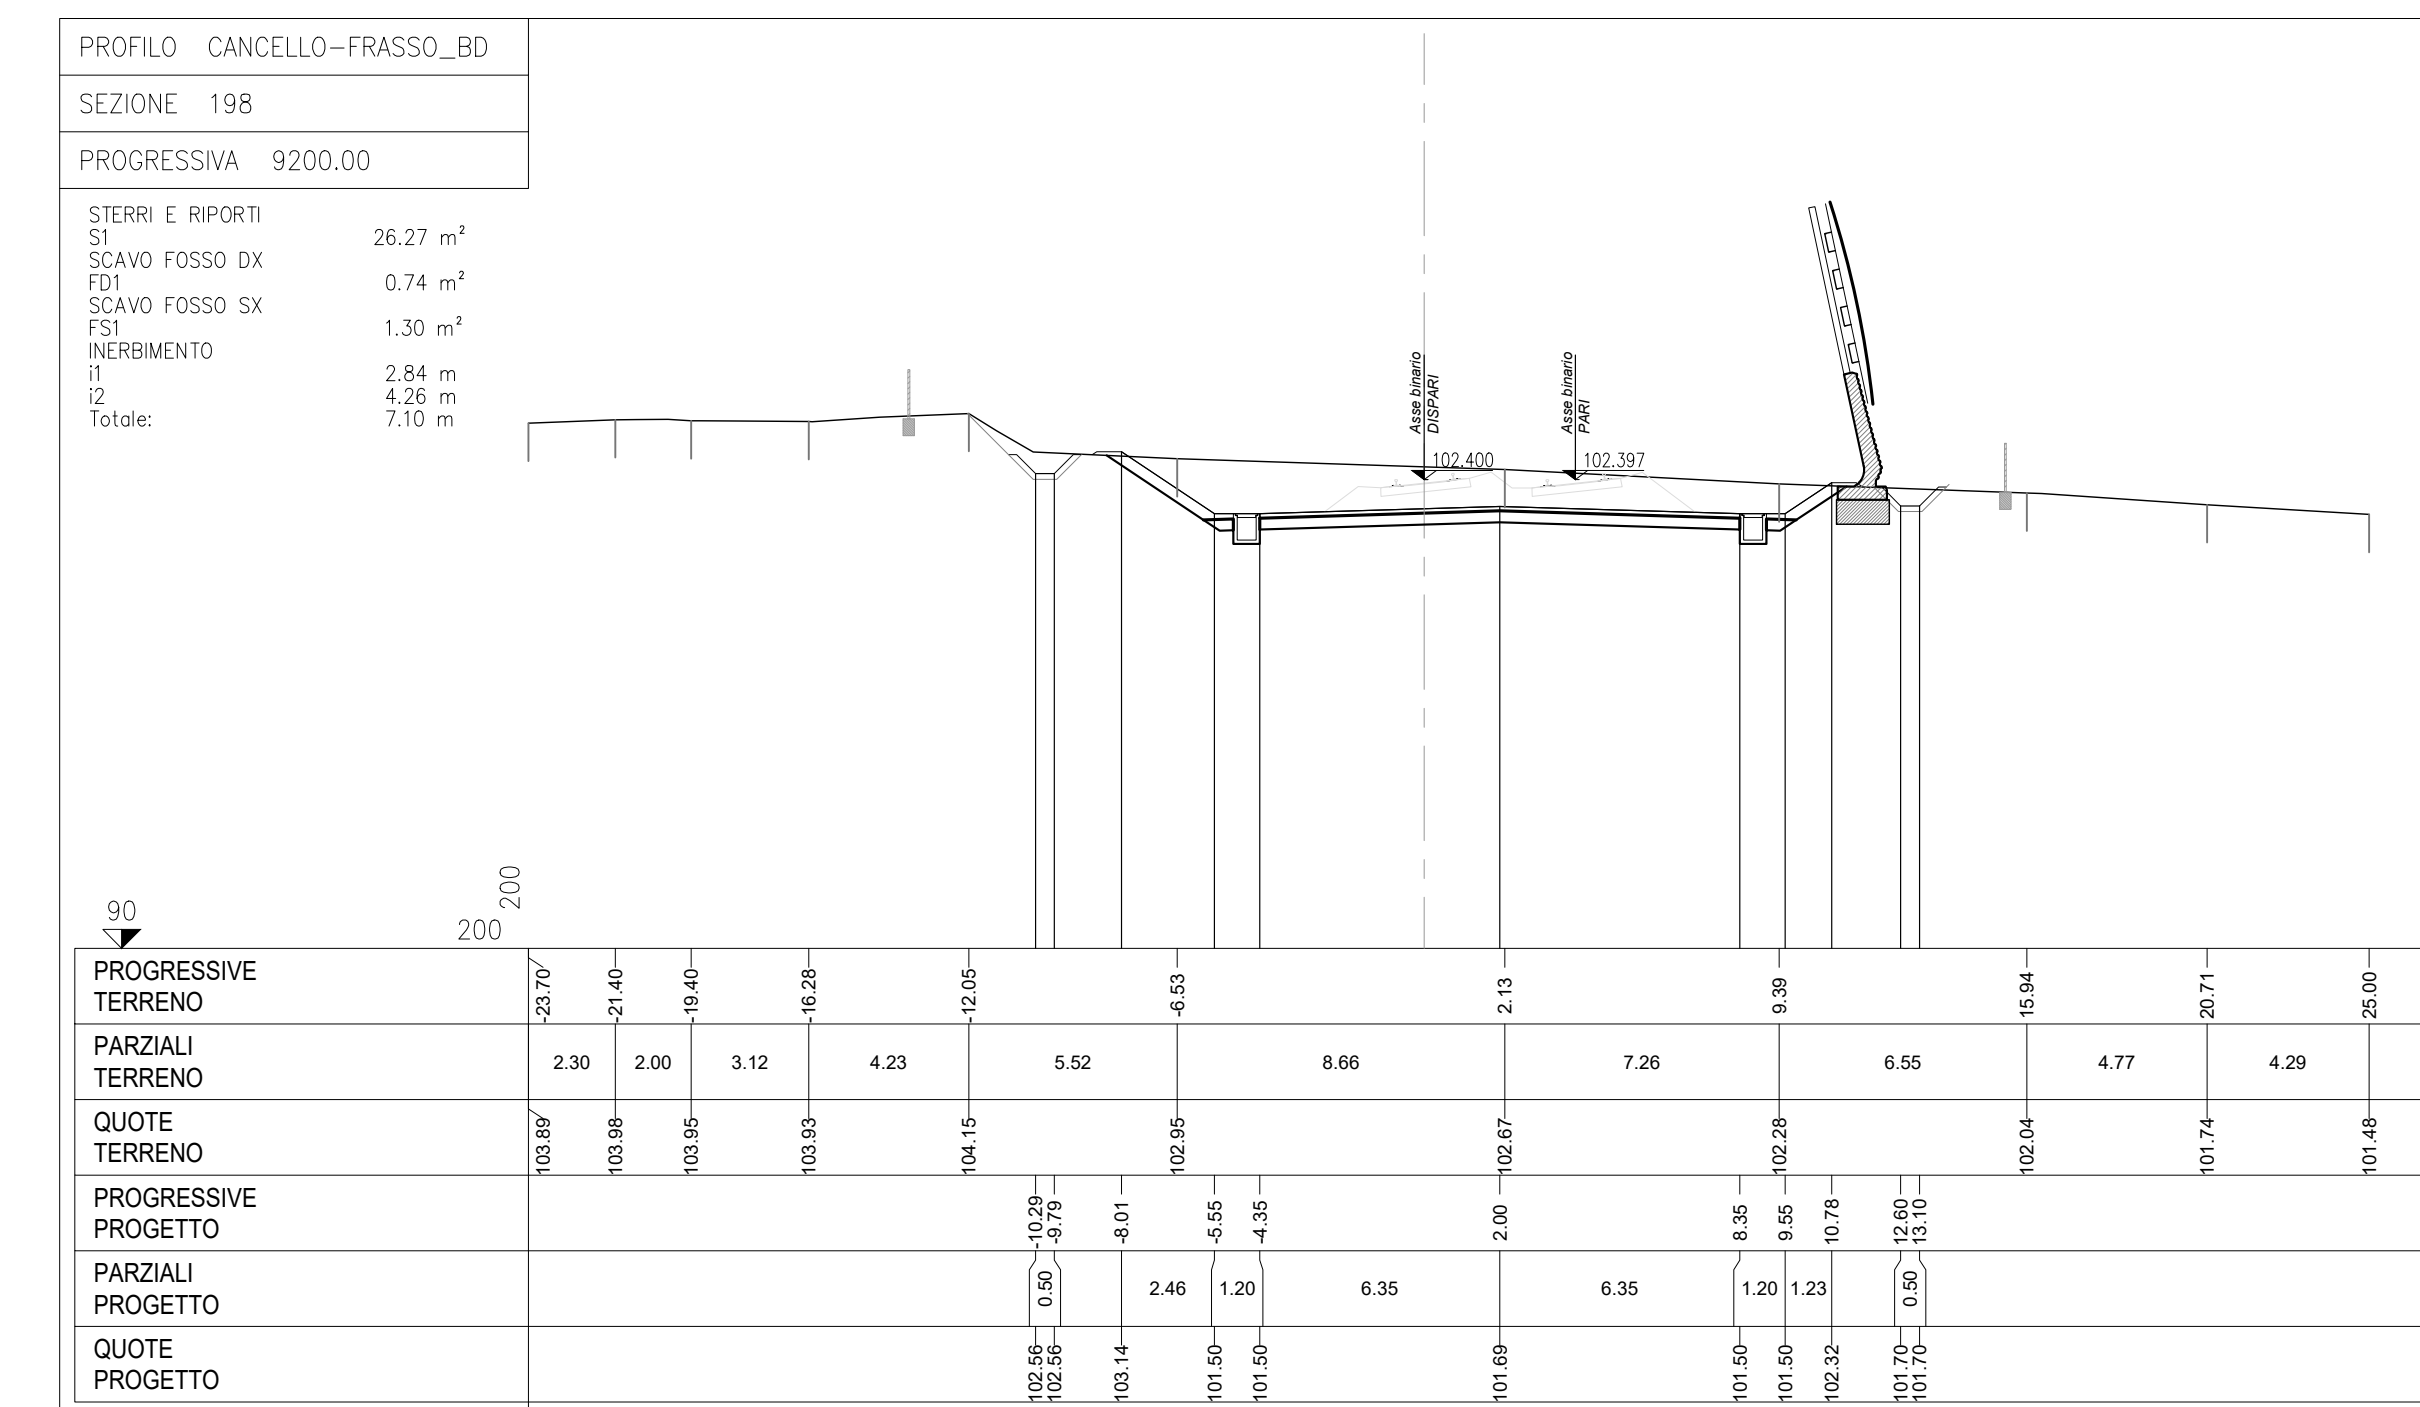 PROFILO CANCELLO-FRASSO_BD
SEZIONE 198
PROGRESSIVA 9200.00
STERRI E RIPORTI
S1 26.27 m²
SCAVO FOSSO DX
FD1 0.74 m²
SCAVO FOSSO SX
FS1 1.30 m²
INERBIMENTO
i1 2.84 m
i2 4.26 m
Totale: 7.10 m
Asse binario
DISPARI
102.400
Asse binario
PARI
102.397
90
200
200
PROGRESSIVE
TERRENO
-23.70 -21.40 -19.40 -16.28 -12.05 -6.53 2.13 9.39 15.94 20.71 25.00
PARZIALI
TERRENO
2.30 2.00 3.12 4.23 5.52 8.66 7.26 6.55 4.77 4.29
QUOTE
TERRENO
103.89 103.98 103.95 103.93 104.15 102.95 102.67 102.28 102.04 101.74 101.48
PROGRESSIVE
PROGETTO
-10.29 -9.79 -8.01 -5.55 -4.35 2.00 8.35 9.55 10.78 12.60 13.10
PARZIALI
PROGETTO
0.50 2.46 1.20 6.35 6.35 1.20 1.23 0.50
QUOTE
PROGETTO
102.56 102.56 103.14 101.50 101.50 101.69 101.50 101.50 102.32 101.70 101.70